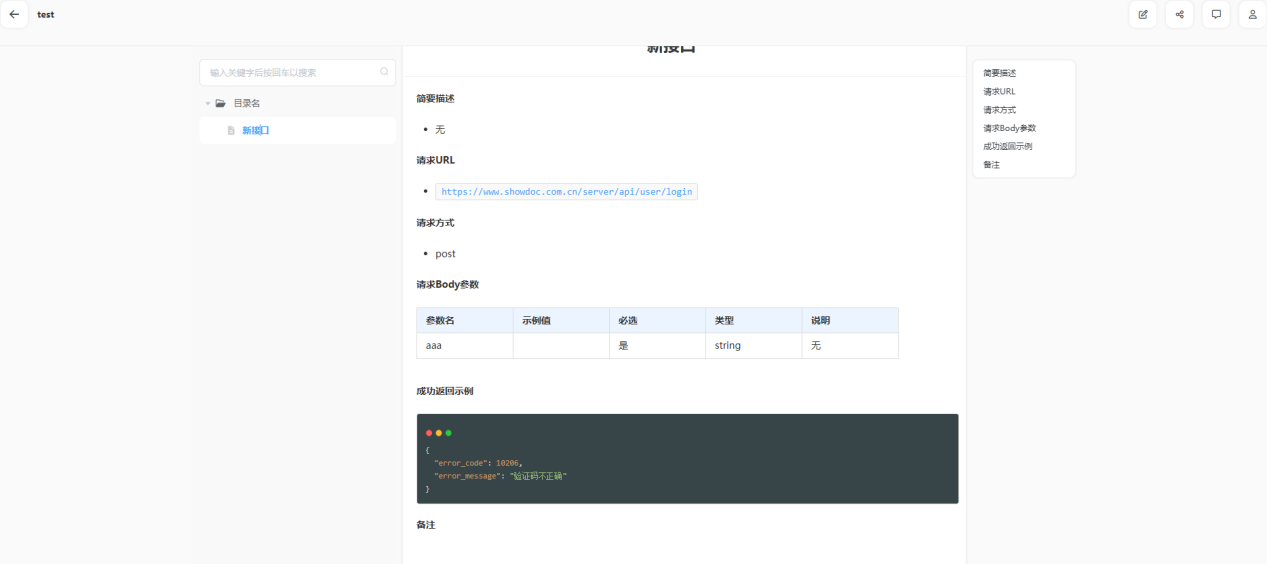 test
输入关键字后按回车以搜索
目录名
新接口
新接口
简要描述
无
请求URL
https://www.showdoc.com.cn/server/api/user/login
请求方式
post
请求Body参数
参数名 示例值 必选 类型 说明
aaa 是 string 无
成功返回示例
{
"error_code": 10206,
"error_message": "验证码不正确"
}
备注
简要描述
请求URL
请求方式
请求Body参数
成功返回示例
备注